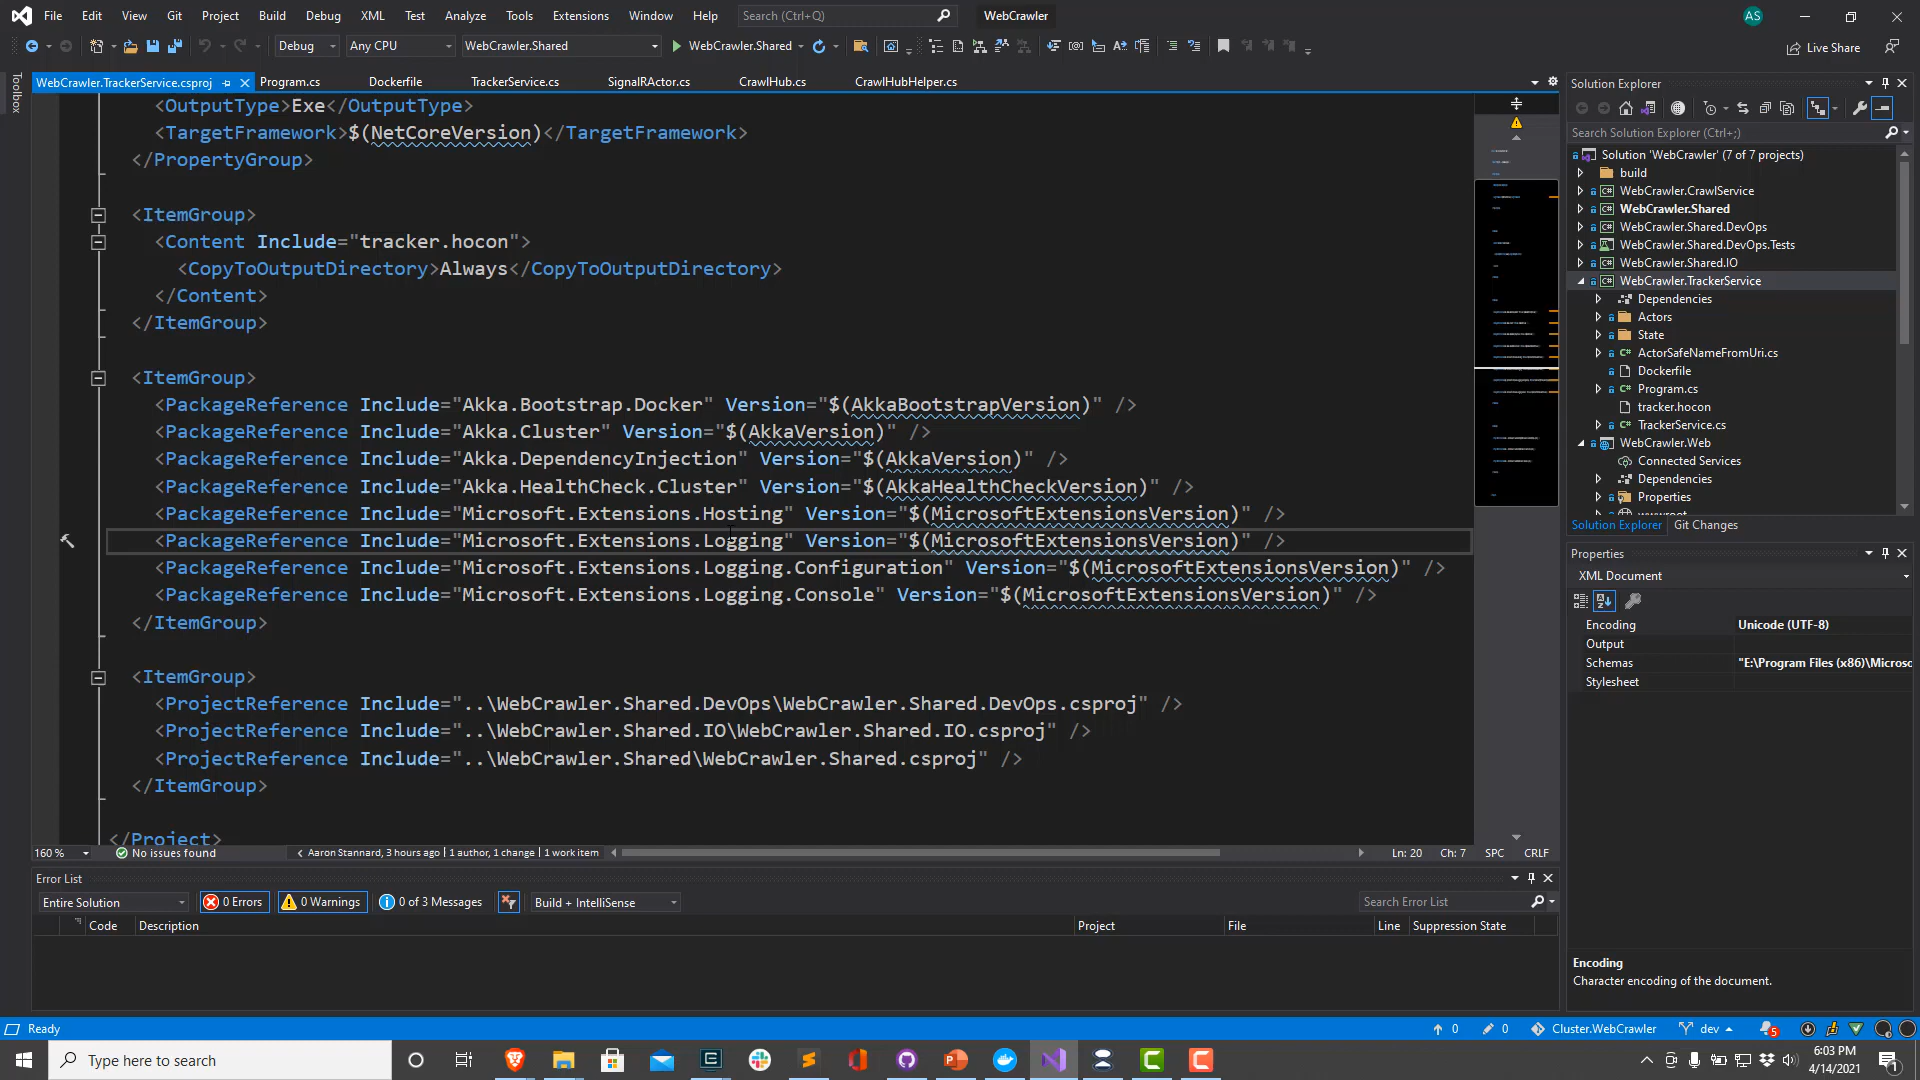 File Edit View Git Project Build Debug XML Test Analyze Tools Extensions Window Help Search (Ctrl+Q) WebCrawler AS
Debug Any CPU WebCrawler.Shared WebCrawler.Shared Live Share
Toolbox
WebCrawler.TrackerService.csproj Program.cs Dockerfile TrackerService.cs SignalRActor.cs CrawlHub.cs CrawlHubHelper.cs
<OutputType>Exe</OutputType>
<TargetFramework>$(NetCoreVersion)</TargetFramework>
</PropertyGroup>
<ItemGroup>
<Content Include="tracker.hocon">
<CopyToOutputDirectory>Always</CopyToOutputDirectory>
</Content>
</ItemGroup>
<ItemGroup>
<PackageReference Include="Akka.Bootstrap.Docker" Version="$(AkkaBootstrapVersion)" />
<PackageReference Include="Akka.Cluster" Version="$(AkkaVersion)" />
<PackageReference Include="Akka.DependencyInjection" Version="$(AkkaVersion)" />
<PackageReference Include="Akka.HealthCheck.Cluster" Version="$(AkkaHealthCheckVersion)" />
<PackageReference Include="Microsoft.Extensions.Hosting" Version="$(MicrosoftExtensionsVersion)" />
<PackageReference Include="Microsoft.Extensions.Logging" Version="$(MicrosoftExtensionsVersion)" />
<PackageReference Include="Microsoft.Extensions.Logging.Configuration" Version="$(MicrosoftExtensionsVersion)" />
<PackageReference Include="Microsoft.Extensions.Logging.Console" Version="$(MicrosoftExtensionsVersion)" />
</ItemGroup>
<ItemGroup>
<ProjectReference Include="..\WebCrawler.Shared.DevOps\WebCrawler.Shared.DevOps.csproj" />
<ProjectReference Include="..\WebCrawler.Shared.IO\WebCrawler.Shared.IO.csproj" />
<ProjectReference Include="..\WebCrawler.Shared\WebCrawler.Shared.csproj" />
</ItemGroup>
</Project>
160 % No issues found Aaron Stannard, 3 hours ago | 1 author, 1 change | 1 work item Ln: 20 Ch: 7 SPC CRLF
Error List
Entire Solution 0 Errors 0 Warnings 0 of 3 Messages Build + IntelliSense Search Error List
Code Description Project File Line Suppression State
Solution Explorer
Search Solution Explorer (Ctrl+;)
Solution 'WebCrawler' (7 of 7 projects)
build
WebCrawler.CrawlService
WebCrawler.Shared
WebCrawler.Shared.DevOps
WebCrawler.Shared.DevOps.Tests
WebCrawler.Shared.IO
WebCrawler.TrackerService
Dependencies
Actors
State
ActorSafeNameFromUri.cs
Dockerfile
Program.cs
tracker.hocon
TrackerService.cs
WebCrawler.Web
Connected Services
Dependencies
Properties
Solution Explorer Git Changes
Properties
XML Document
Encoding Unicode (UTF-8)
Output
Schemas "E:\Program Files (x86)\Microso
Stylesheet
Encoding
Character encoding of the document.
Ready 0 0 Cluster.WebCrawler dev 5
Type here to search 6:03 PM
4/14/2021 1